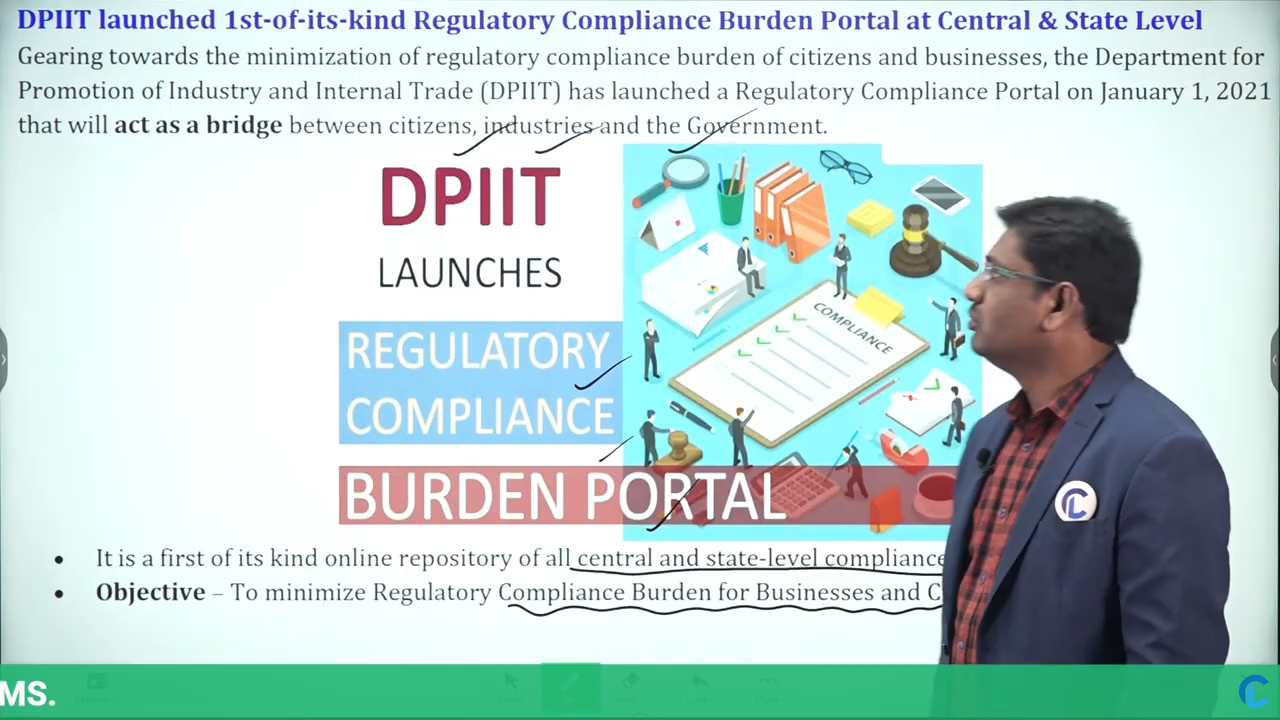 DPIIT launched 1st-of-its-kind Regulatory Compliance Burden Portal at Central & State Level
Gearing towards the minimization of regulatory compliance burden of citizens and businesses, the Department for
Promotion of Industry and Internal Trade (DPIIT) has launched a Regulatory Compliance Portal on January 1, 2021
that will act as a bridge between citizens, industries and the Government.
DPIIT
LAUNCHES
REGULATORY
COMPLIANCE
BURDEN PORTAL
COMPLIANCE
• It is a first of its kind online repository of all central and state-level compliance
• Objective – To minimize Regulatory Compliance Burden for Businesses and C
MS.